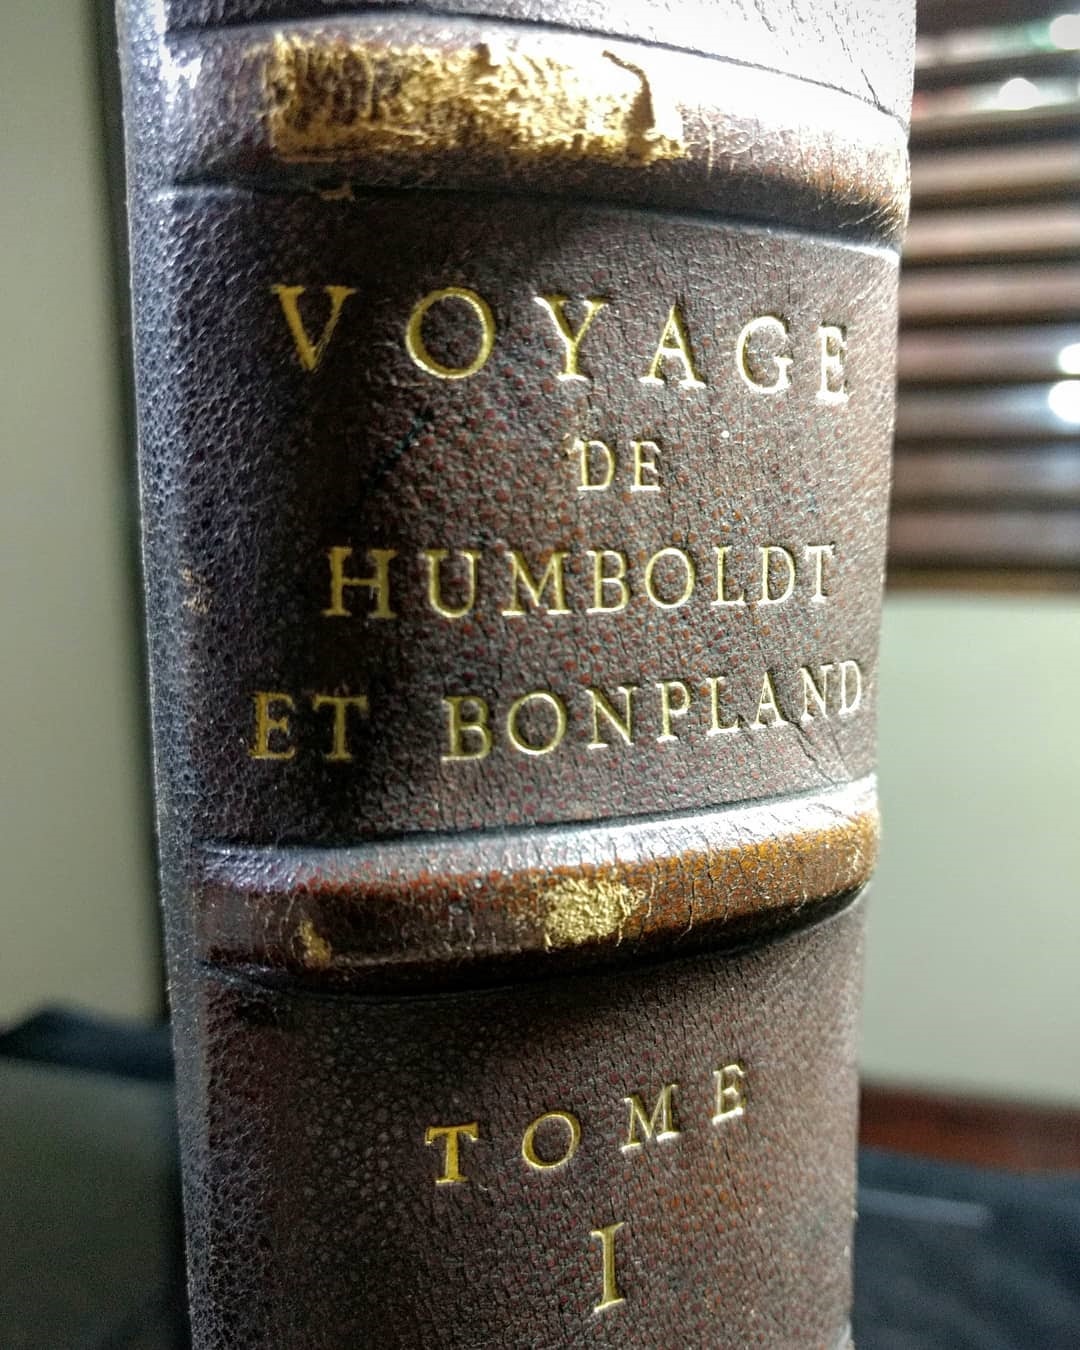 VOYAGE
DE
HUMBOLDT
ET BONPLAND
TOME
I